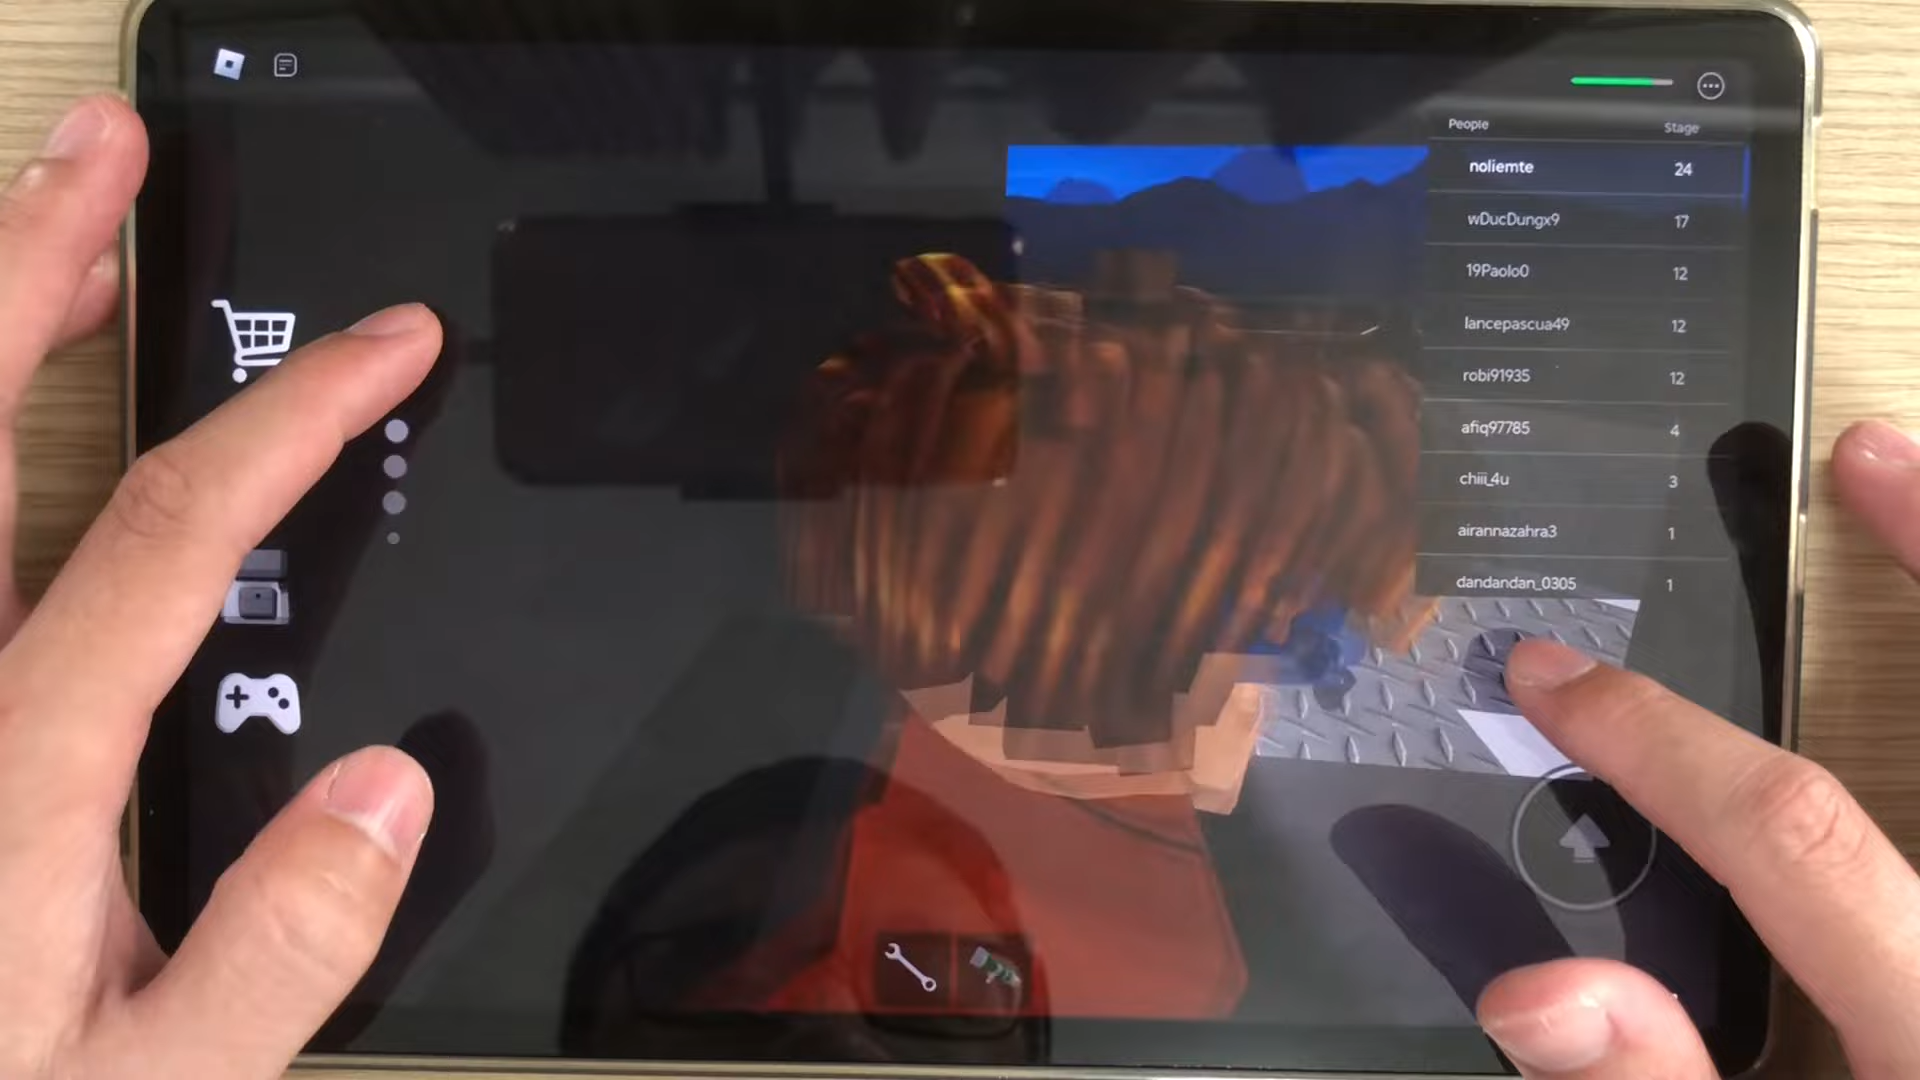 People Stage
noliemte 24
wDucDungx9 17
19Paolo0 12
lancepascua49 12
robi91935 12
afiq97785 4
chiii_4u 3
airannazahra3 1
dandandan_0305 1